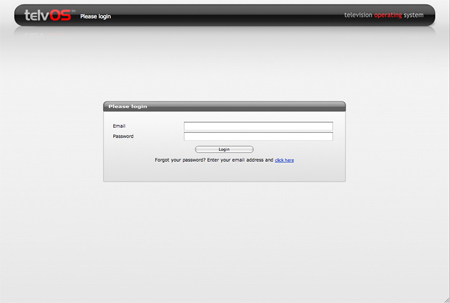 telvOS Please login
television operating system
Please login
Email
Password
Login
Forgot your password? Enter your email address and click here